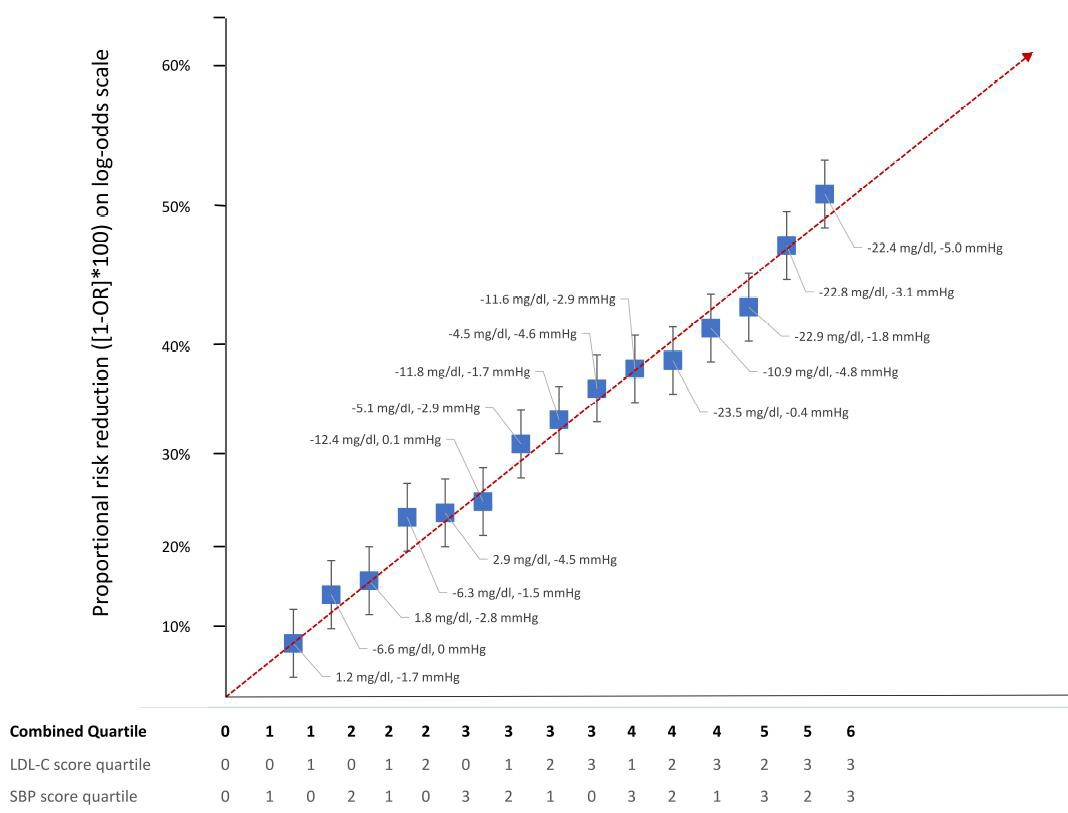 Proportional risk reduction ([1-OR]*100) on log-odds scale
60%
50%
40%
30%
20%
10%
-22.4 mg/dl, -5.0 mmHg
-22.8 mg/dl, -3.1 mmHg
-11.6 mg/dl, -2.9 mmHg
-4.5 mg/dl, -4.6 mmHg
-22.9 mg/dl, -1.8 mmHg
-11.8 mg/dl, -1.7 mmHg
-10.9 mg/dl, -4.8 mmHg
-5.1 mg/dl, -2.9 mmHg
-23.5 mg/dl, -0.4 mmHg
-12.4 mg/dl, 0.1 mmHg
2.9 mg/dl, -4.5 mmHg
-6.3 mg/dl, -1.5 mmHg
1.8 mg/dl, -2.8 mmHg
-6.6 mg/dl, 0 mmHg
1.2 mg/dl, -1.7 mmHg
Combined Quartile 0 1 1 2 2 2 3 3 3 3 4 4 4 5 5 6
LDL-C score quartile 0 0 1 0 1 2 0 1 2 3 1 2 3 2 3 3
SBP score quartile 0 1 0 2 1 0 3 2 1 0 3 2 1 3 2 3